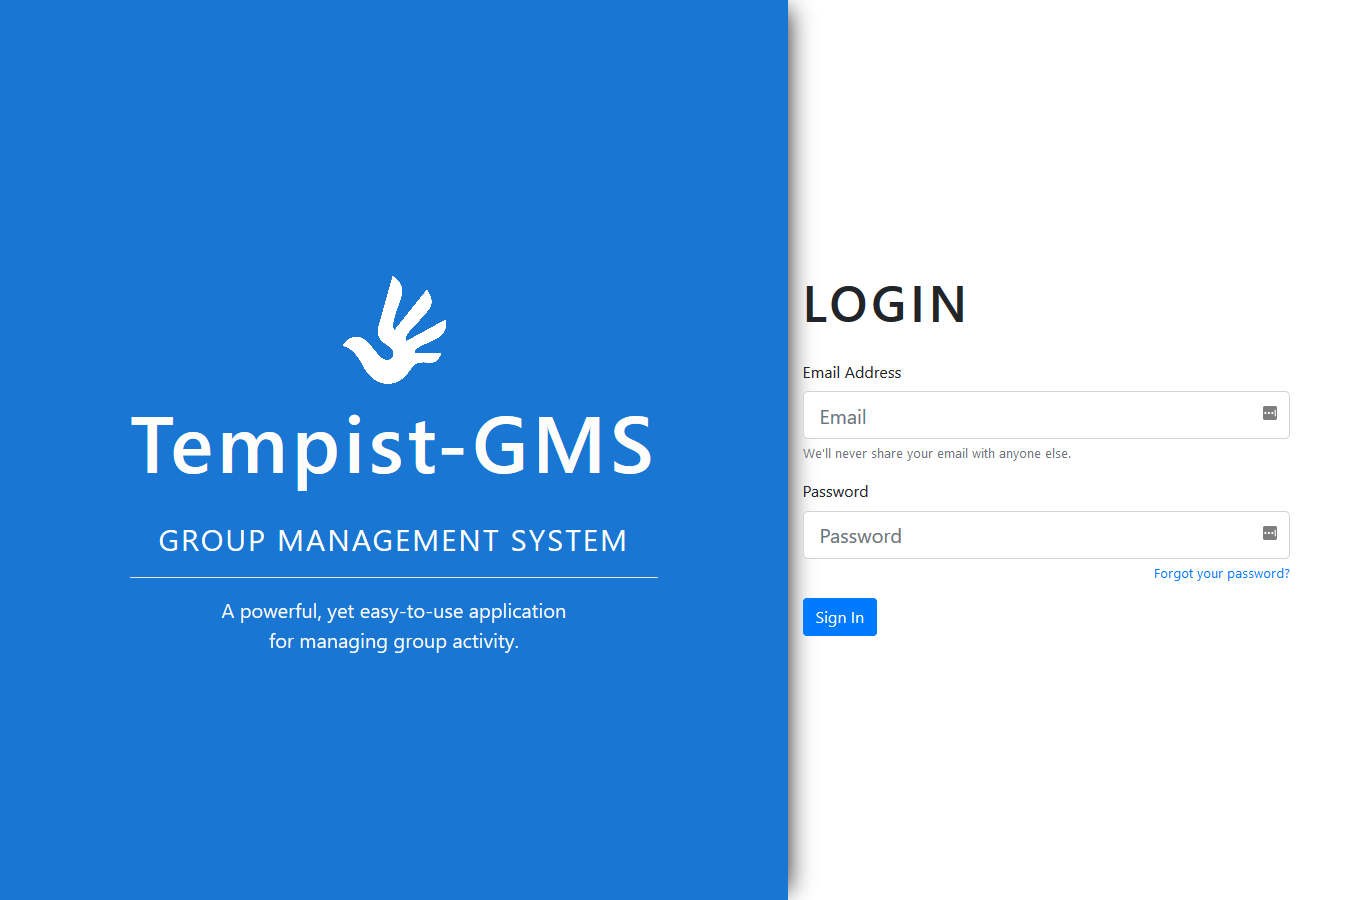 Tempist-GMS
GROUP MANAGEMENT SYSTEM
A powerful, yet easy-to-use application
for managing group activity.
LOGIN
Email Address
Email
We'll never share your email with anyone else.
Password
Password
Forgot your password?
Sign In